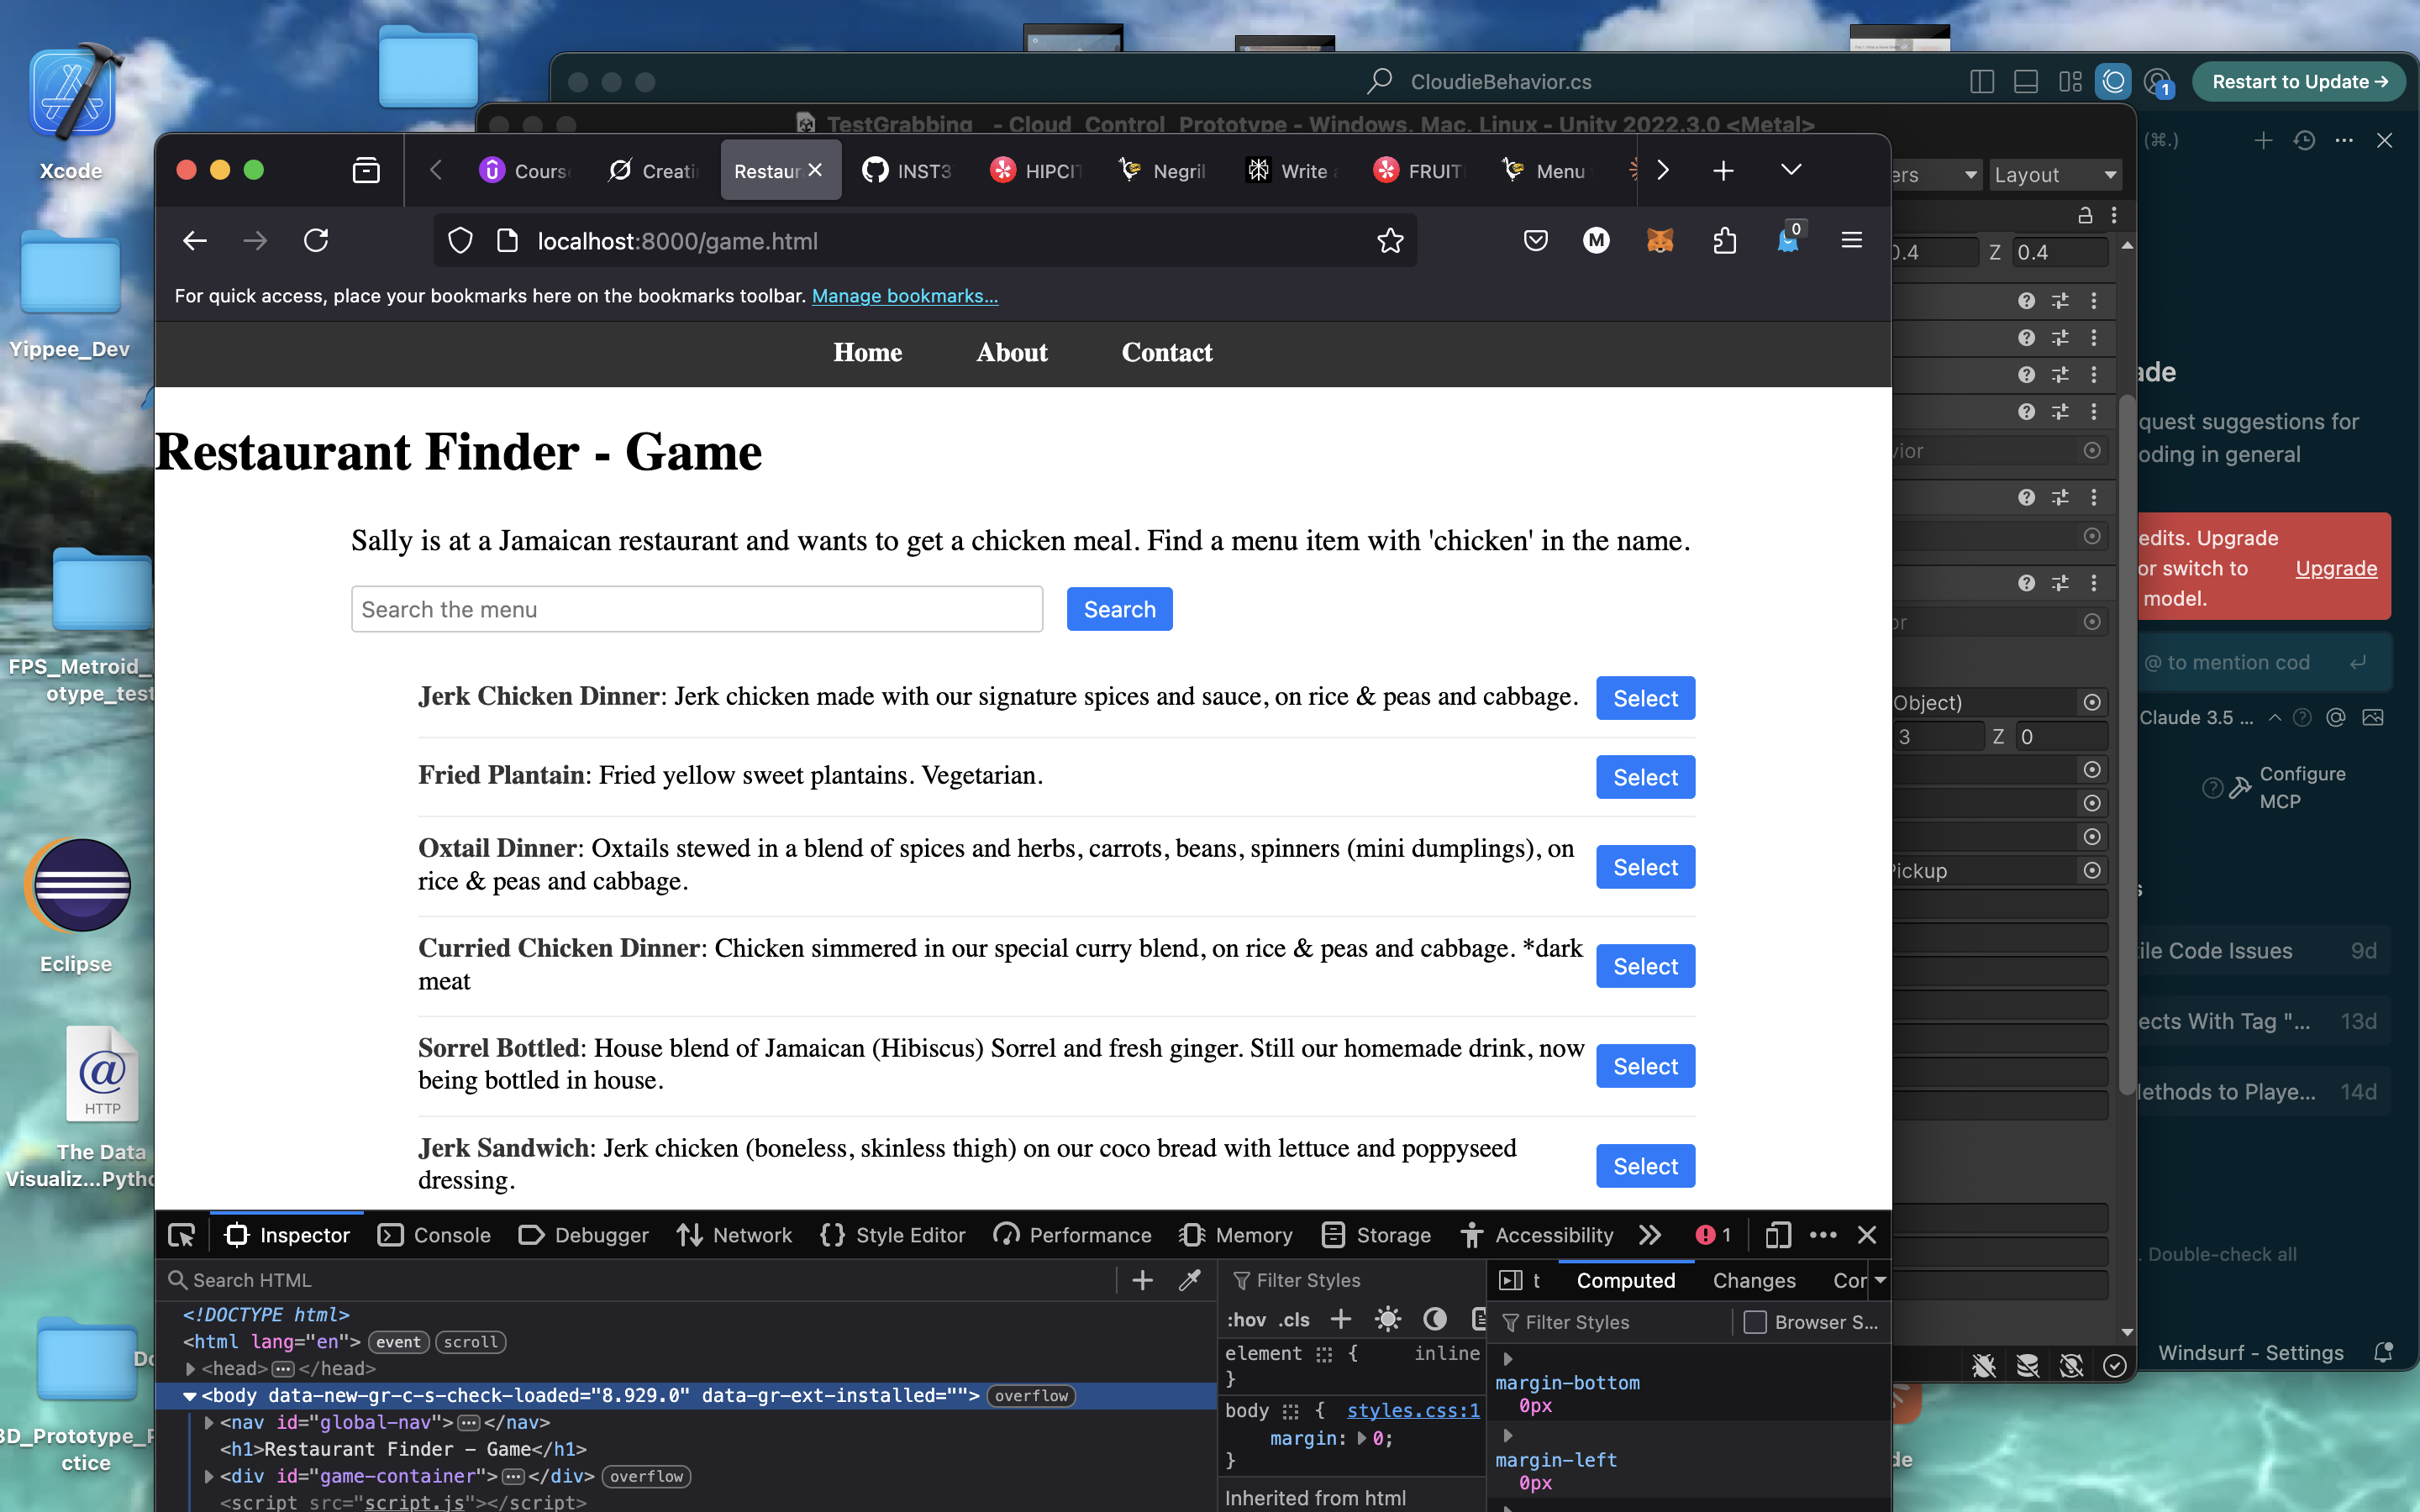 CloudieBehavior.cs
1
Restart to Update →
TestGrabbing - Cloud Control Prototype - Windows, Mac, Linux - Unity 2022.3.0 <Metal>
Xcode
Cours
Creati
Restaur
INST3
HIPCIT
Negril
Write
FRUIT
Menu
Layout
localhost:8000/game.html
M
0
0.4 Z 0.4
For quick access, place your bookmarks here on the bookmarks toolbar. Manage bookmarks...
Yippee_Dev
Home About Contact
Restaurant Finder - Game
quest suggestions for
oding in general
Sally is at a Jamaican restaurant and wants to get a chicken meal. Find a menu item with 'chicken' in the name.
edits. Upgrade
or switch to
model.
Upgrade
Search the menu
Search
FPS_Metroid_
otype_test
@ to mention cod
Jerk Chicken Dinner: Jerk chicken made with our signature spices and sauce, on rice & peas and cabbage.
Select
Object)
Claude 3.5 ...
3 Z 0
Fried Plantain: Fried yellow sweet plantains. Vegetarian.
Select
Configure
MCP
Oxtail Dinner: Oxtails stewed in a blend of spices and herbs, carrots, beans, spinners (mini dumplings), on
rice & peas and cabbage.
Select
Pickup
Eclipse
Curried Chicken Dinner: Chicken simmered in our special curry blend, on rice & peas and cabbage. *dark
meat
Select
ile Code Issues 9d
Sorrel Bottled: House blend of Jamaican (Hibiscus) Sorrel and fresh ginger. Still our homemade drink, now
being bottled in house.
Select
ects With Tag "... 13d
HTTP
The Data
Visualiz...Pytho
Jerk Sandwich: Jerk chicken (boneless, skinless thigh) on our coco bread with lettuce and poppyseed
dressing.
Select
ethods to Playe... 14d
Inspector Console Debugger Network Style Editor Performance Memory Storage Accessibility 1
. Double-check all
Search HTML
Filter Styles
t Computed Changes Cor
<!DOCTYPE html>
:hov .cls
Filter Styles
Browser S...
<html lang="en"> event scroll
<head> ... </head>
element { inline
}
Windsurf - Settings
<body data-new-gr-c-s-check-loaded="8.929.0" data-gr-ext-installed=""> overflow
margin-bottom
0px
<nav id="global-nav"> ... </nav>
body { styles.css:1
margin: 0;
}
<h1>Restaurant Finder - Game</h1>
<div id="game-container"> ... </div> overflow
margin-left
0px
<script src="script.js"></script>
Inherited from html
3D_Prototype_P
ctice